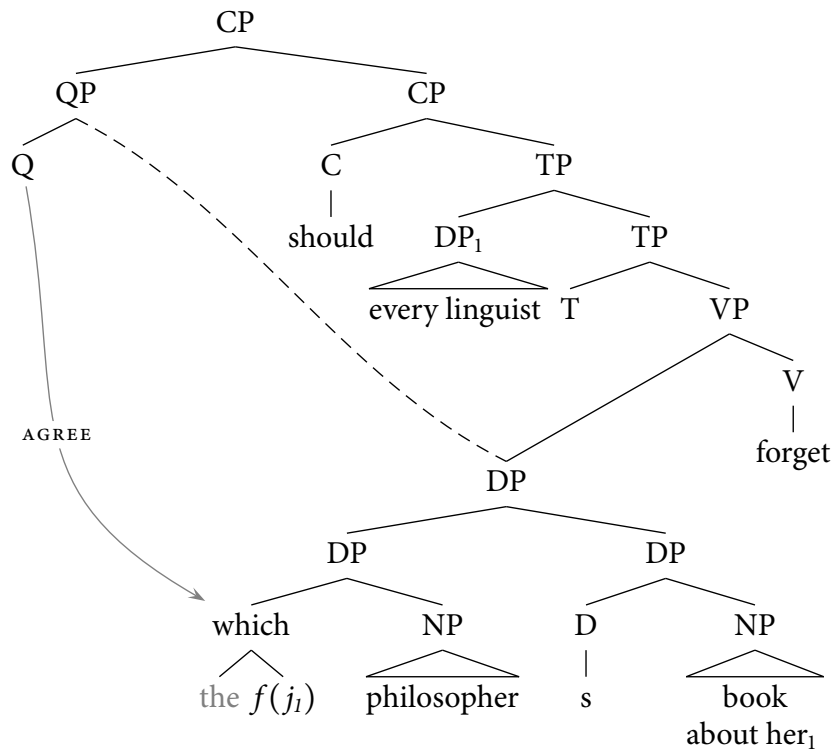 CP
QP CP
Q C TP
should DP₁ TP
every linguist T VP
V
AGREE forget
DP
DP DP
which NP D NP
the f(j₁) philosopher s book
about her₁